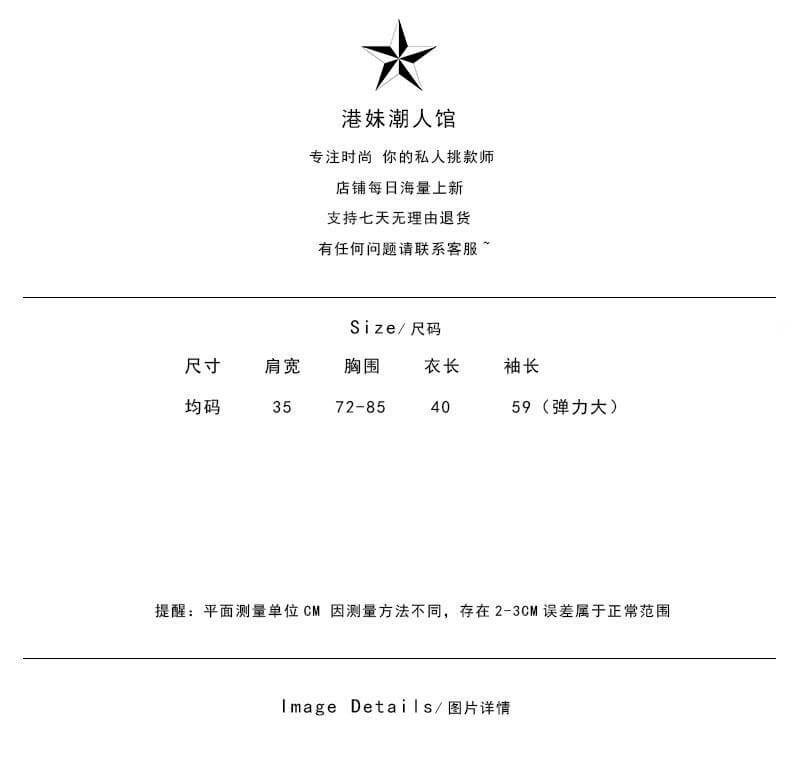 港妹潮人馆
专注时尚 你的私人挑款师
店铺每日海量上新
支持七天无理由退货
有任何问题请联系客服~
Size/尺码
尺寸 肩宽 胸围 衣长 袖长
均码 35 72-85 40 59（弹力大）
提醒：平面测量单位CM 因测量方法不同，存在2-3CM误差属于正常范围
Image Details/图片详情